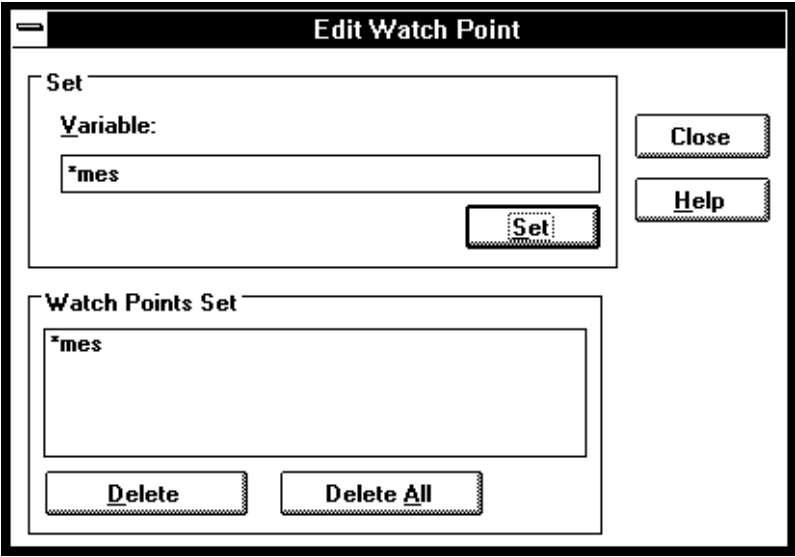 Edit Watch Point
Set
Variable:
*mes
Set
Close
Help
Watch Points Set
*mes
Delete
Delete All